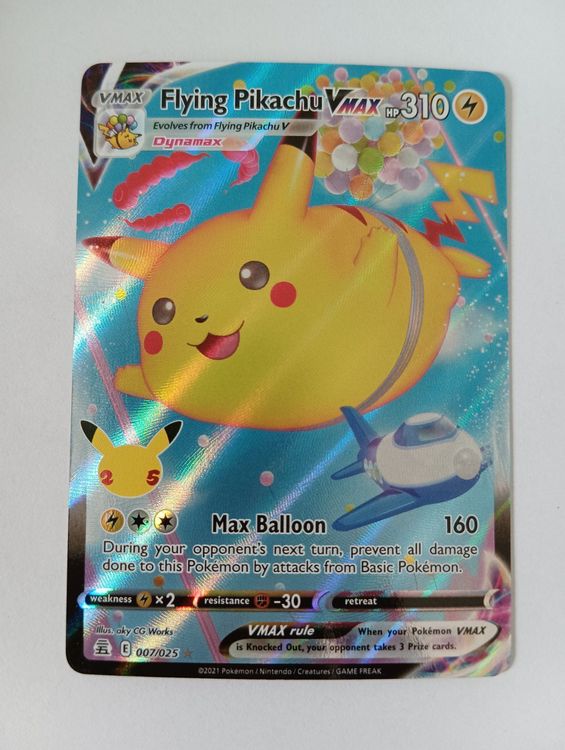 VMAX Flying Pikachu VMAX HP 310
Evolves from Flying Pikachu V
Dynamax
25
Max Balloon 160
During your opponent's next turn, prevent all damage
done to this Pokémon by attacks from Basic Pokémon.
weakness ×2 resistance -30 retreat
Illus. aky CG Works
VMAX rule When your Pokémon VMAX
is Knocked Out, your opponent takes 3 Prize cards.
五 E 007/025
©2021 Pokémon / Nintendo / Creatures / GAME FREAK